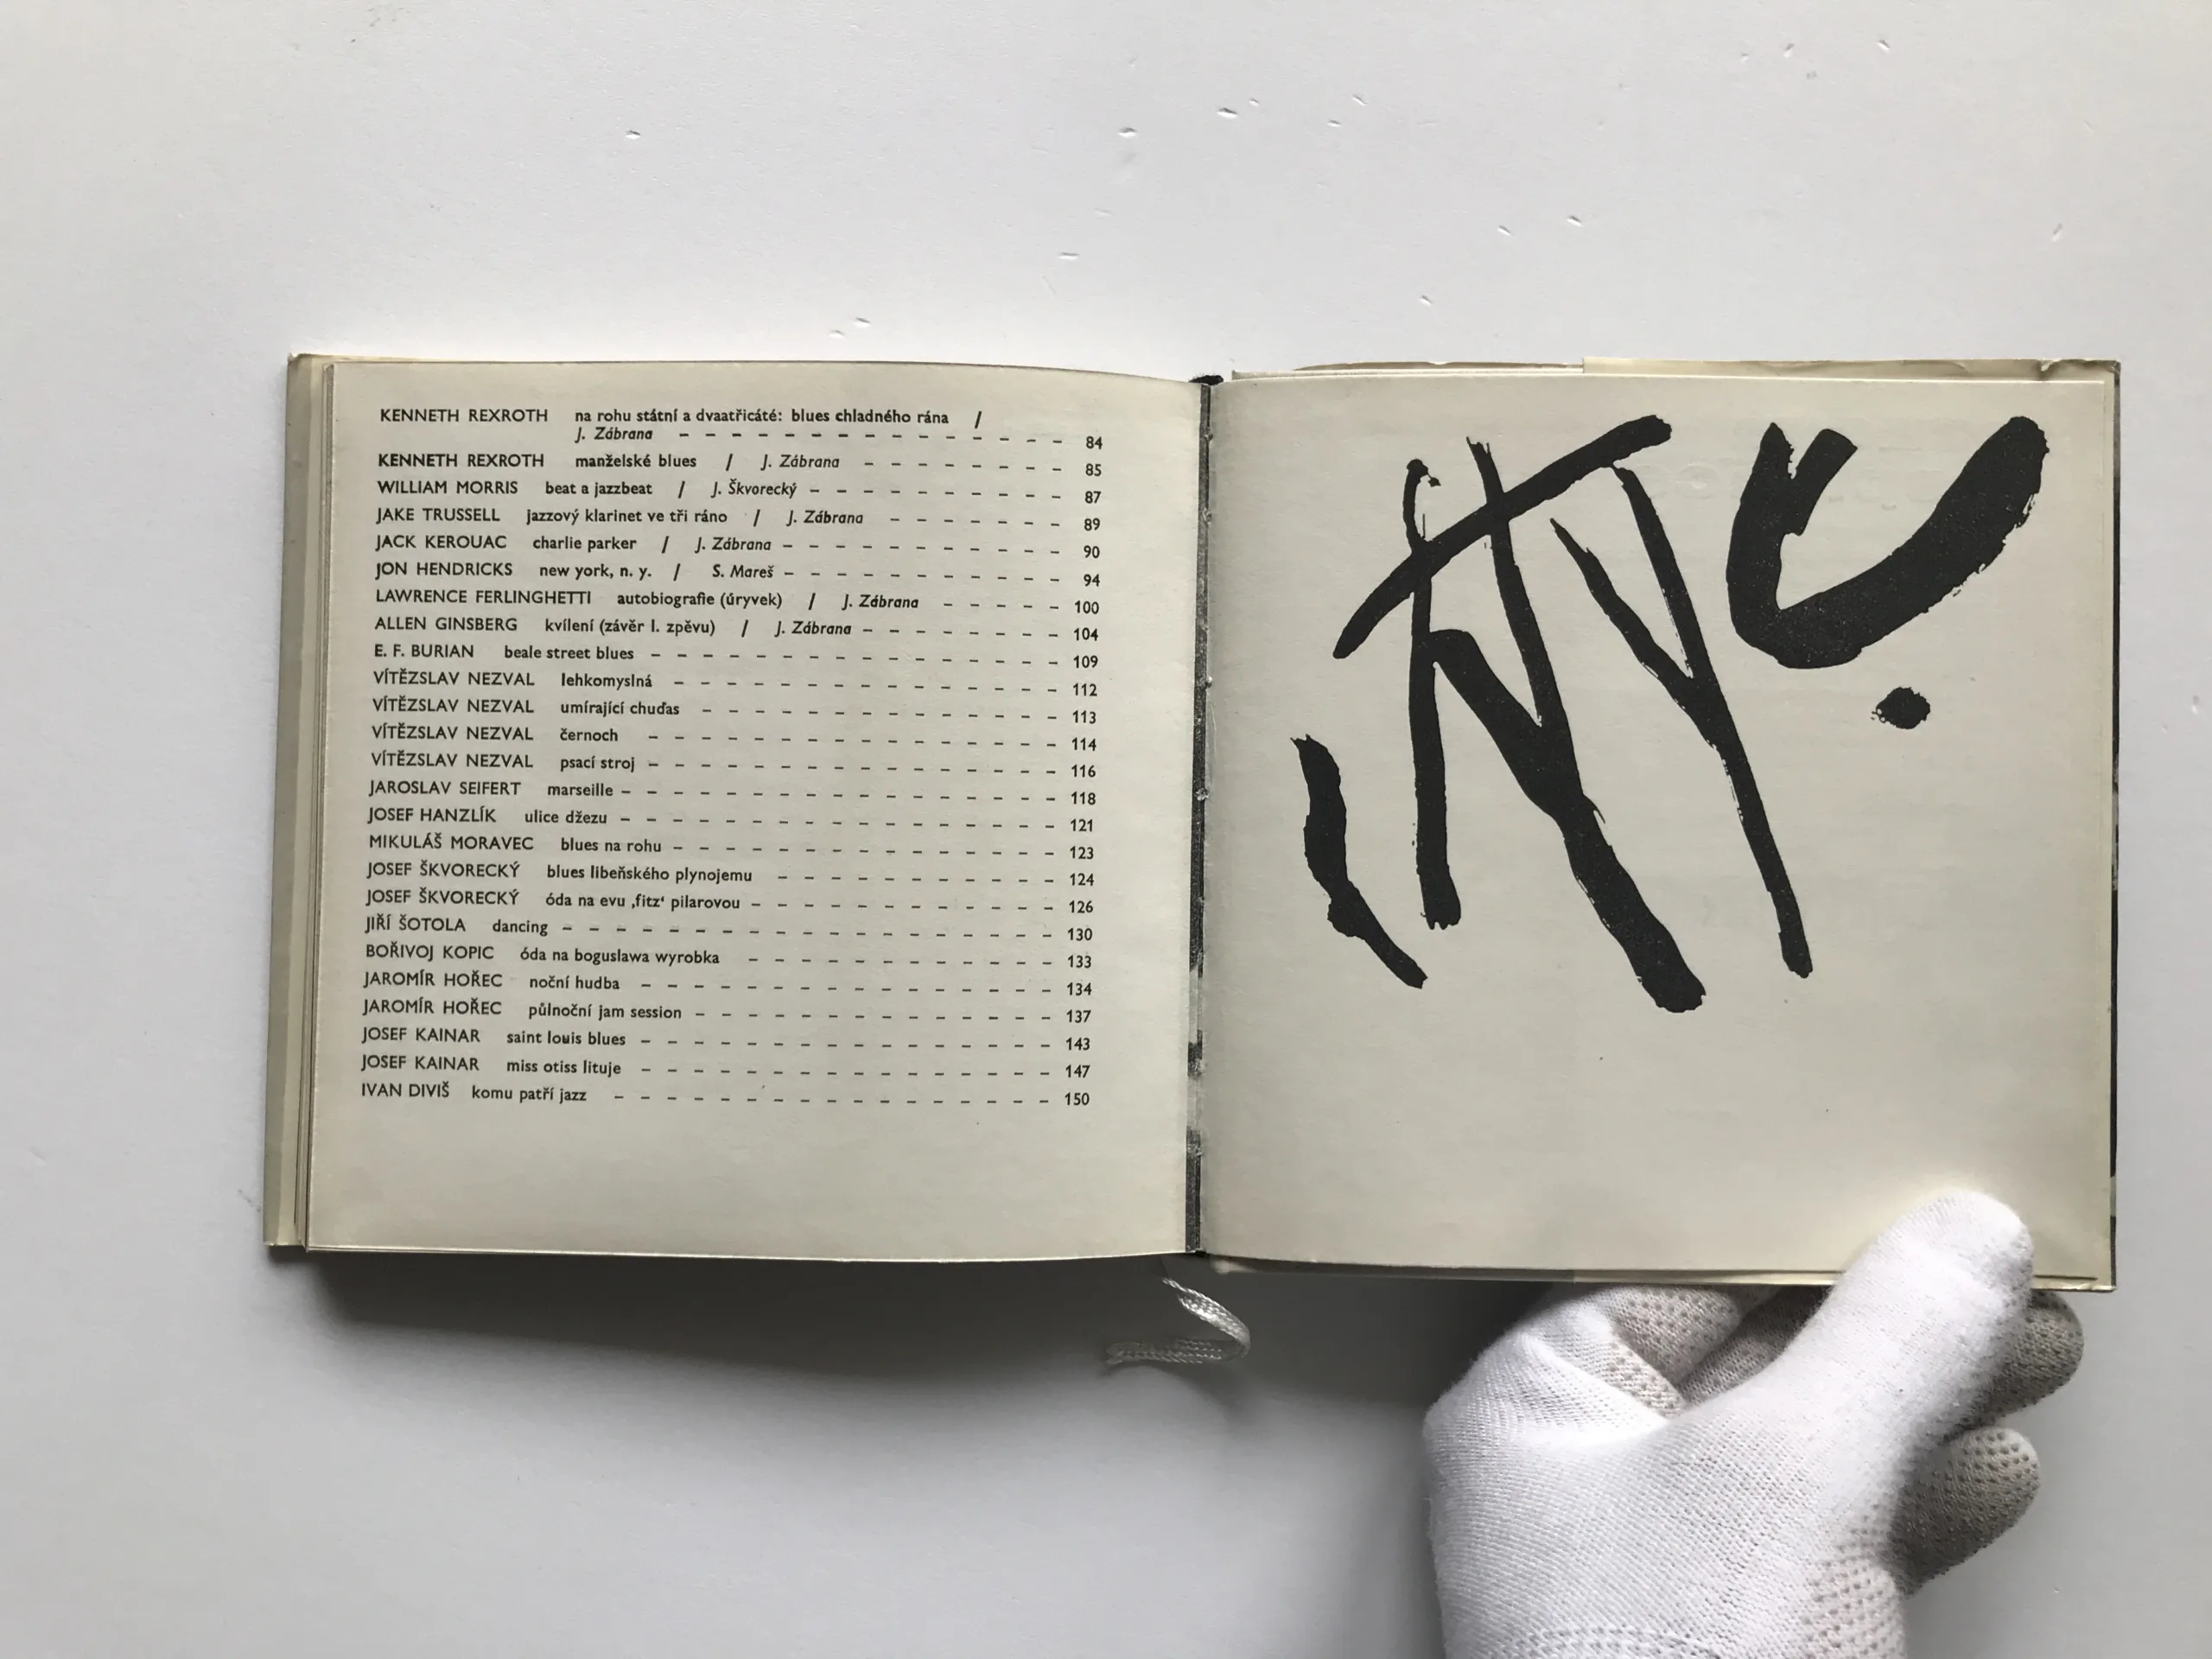 KENNETH REXROTH na rohu státní a dvaatřicáté: blues chladného rána /
J. Zábrana – – – – – – – – – – – – – – – 84
KENNETH REXROTH manželské blues / J. Zábrana – – – – – – – – 85
WILLIAM MORRIS beat a jazzbeat / J. Škvorecký – – – – – – – – – – 87
JAKE TRUSSELL jazzový klarinet ve tři ráno / J. Zábrana – – – – – – – 89
JACK KEROUAC charlie parker / J. Zábrana – – – – – – – – – – – 90
JON HENDRICKS new york, n. y. / S. Mareš – – – – – – – – – – – 94
LAWRENCE FERLINGHETTI autobiografie (úryvek) / J. Zábrana – – – – – 100
ALLEN GINSBERG kvílení (závěr I. zpěvu) / J. Zábrana – – – – – – – – 104
E. F. BURIAN beale street blues – – – – – – – – – – – – – – – – 109
VÍTĚZSLAV NEZVAL lehkomyslná – – – – – – – – – – – – – – – 112
VÍTĚZSLAV NEZVAL umírající chuďas – – – – – – – – – – – – – – 113
VÍTĚZSLAV NEZVAL černoch – – – – – – – – – – – – – – – – 114
VÍTĚZSLAV NEZVAL psací stroj – – – – – – – – – – – – – – – – 116
JAROSLAV SEIFERT marseille – – – – – – – – – – – – – – – – – 118
JOSEF HANZLÍK ulice džezu – – – – – – – – – – – – – – – – – 121
MIKULÁŠ MORAVEC blues na rohu – – – – – – – – – – – – – – – 123
JOSEF ŠKVORECKÝ blues libeňského plynojemu – – – – – – – – – – – 124
JOSEF ŠKVORECKÝ óda na evu ‚fitz‘ pilarovou – – – – – – – – – – – – 126
JIŘÍ ŠOTOLA dancing – – – – – – – – – – – – – – – – – – – 130
BOŘIVOJ KOPIC óda na boguslawa wyrobka – – – – – – – – – – – – 133
JAROMÍR HOŘEC noční hudba – – – – – – – – – – – – – – – – 134
JAROMÍR HOŘEC půlnoční jam session – – – – – – – – – – – – – – 137
JOSEF KAINAR saint louis blues – – – – – – – – – – – – – – – – 143
JOSEF KAINAR miss otiss lituje – – – – – – – – – – – – – – – – 147
IVAN DIVIŠ komu patří jazz – – – – – – – – – – – – – – – – – 150